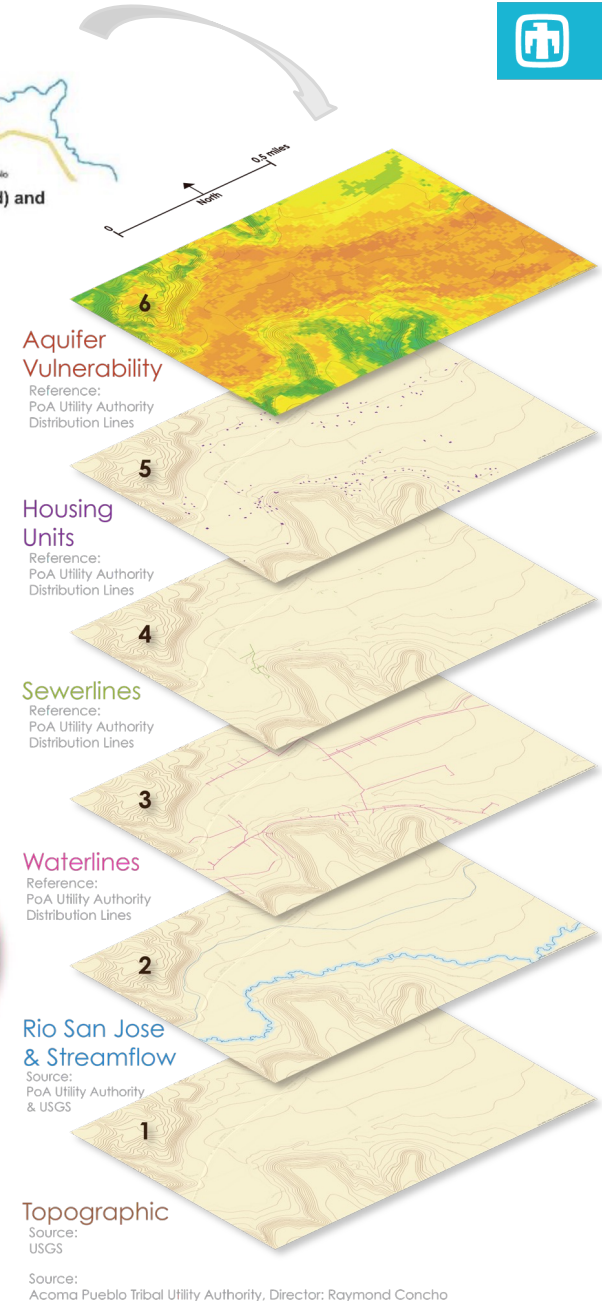 d) and
0.5 miles
North
0
6
Aquifer
Vulnerability
Reference:
PoA Utility Authority
Distribution Lines
5
Housing
Units
Reference:
PoA Utility Authority
Distribution Lines
4
Sewerlines
Reference:
PoA Utility Authority
Distribution Lines
3
Waterlines
Reference:
PoA Utility Authority
Distribution Lines
2
Rio San Jose
& Streamflow
Source:
PoA Utility Authority
& USGS
1
Topographic
Source:
USGS
Source:
Acoma Pueblo Tribal Utility Authority, Director: Raymond Concho